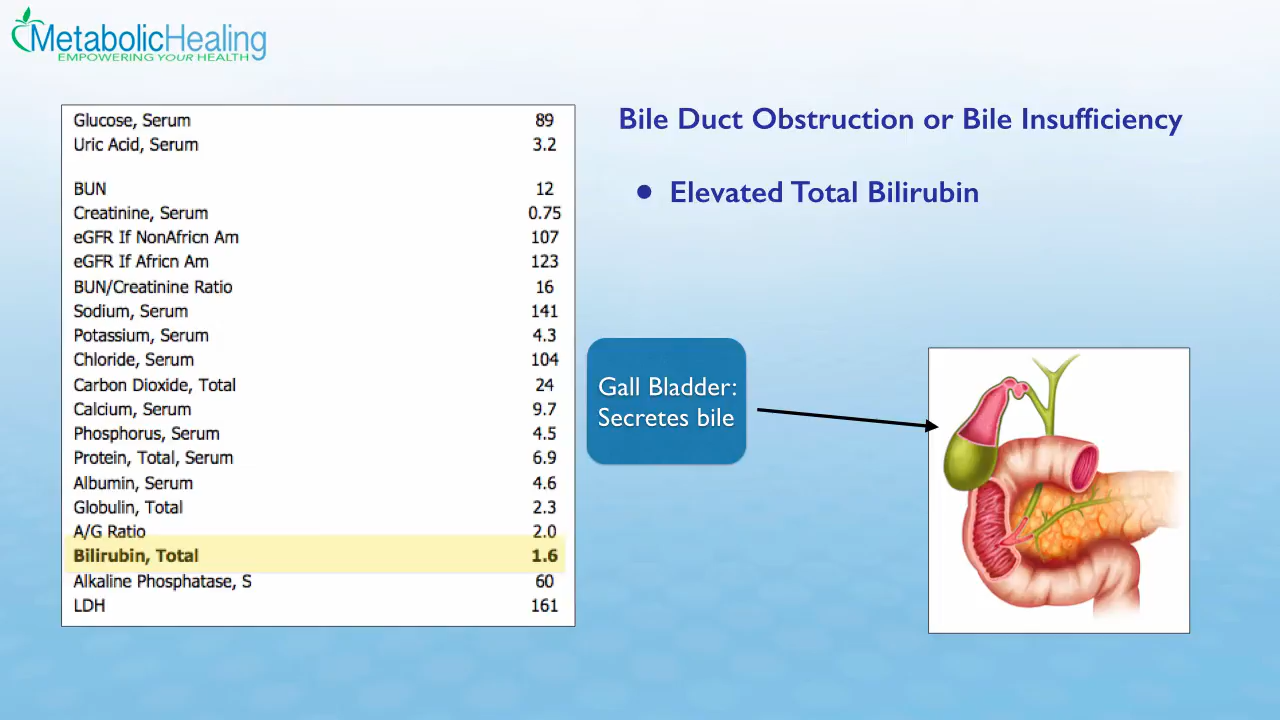 MetabolicHealing
EMPOWERING YOUR HEALTH
Bile Duct Obstruction or Bile Insufficiency
● Elevated Total Bilirubin
Glucose, Serum 89
Uric Acid, Serum 3.2
BUN 12
Creatinine, Serum 0.75
eGFR If NonAfricn Am 107
eGFR If Africn Am 123
BUN/Creatinine Ratio 16
Sodium, Serum 141
Potassium, Serum 4.3
Chloride, Serum 104
Carbon Dioxide, Total 24
Calcium, Serum 9.7
Phosphorus, Serum 4.5
Protein, Total, Serum 6.9
Albumin, Serum 4.6
Globulin, Total 2.3
A/G Ratio 2.0
Bilirubin, Total 1.6
Alkaline Phosphatase, S 60
LDH 161
Gall Bladder:
Secretes bile